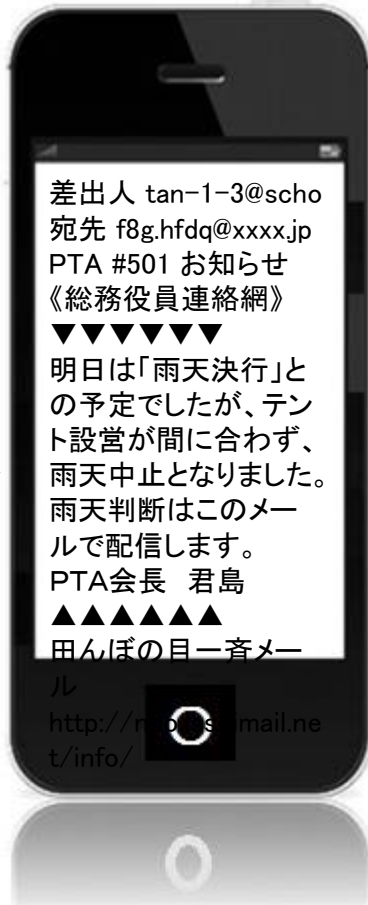 差出人 tan-1-3@scho
宛先 f8g.hfdq@xxxx.jp
PTA #501 お知らせ
《総務役員連絡網》
▼▼▼▼▼▼
明日は「雨天決行」と
の予定でしたが、テン
ト設営が間に合わず、
雨天中止となりました。
雨天判断はこのメー
ルで配信します。
PTA会長　君島
▲▲▲▲▲▲
田んぼの目一斉メー
ル
t/info/